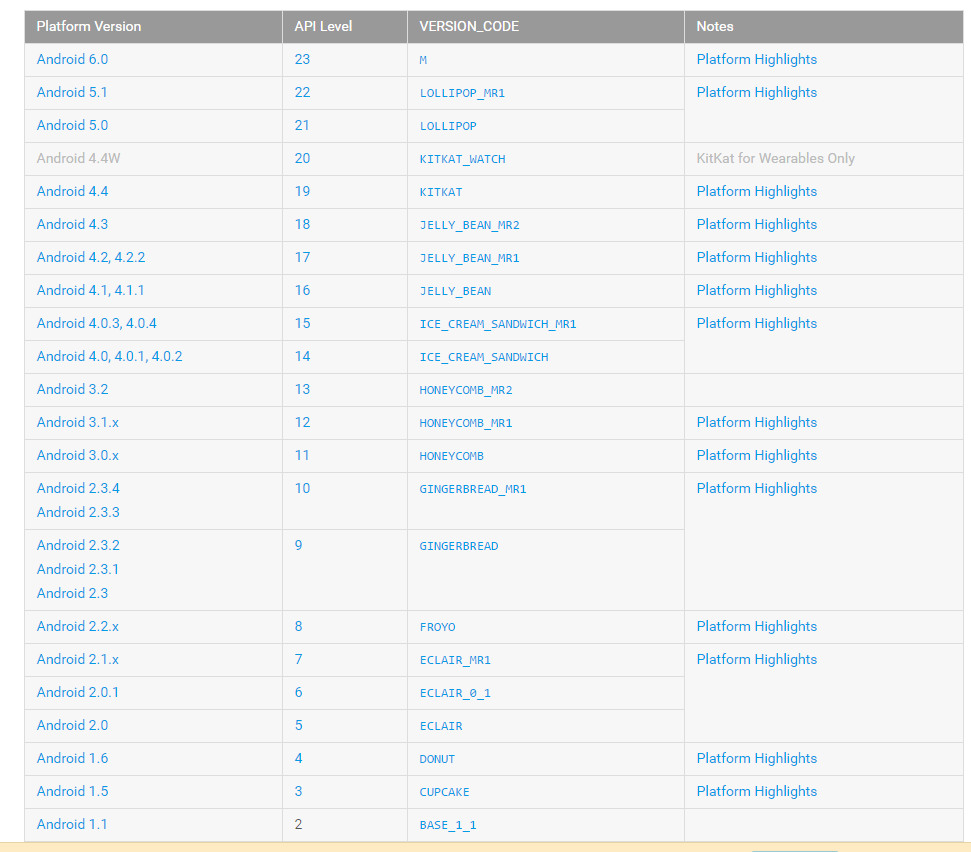 Platform Version API Level VERSION_CODE Notes
Android 6.0 23 M Platform Highlights
Android 5.1 22 LOLLIPOP_MR1 Platform Highlights
Android 5.0 21 LOLLIPOP
Android 4.4W 20 KITKAT_WATCH KitKat for Wearables Only
Android 4.4 19 KITKAT Platform Highlights
Android 4.3 18 JELLY_BEAN_MR2 Platform Highlights
Android 4.2, 4.2.2 17 JELLY_BEAN_MR1 Platform Highlights
Android 4.1, 4.1.1 16 JELLY_BEAN Platform Highlights
Android 4.0.3, 4.0.4 15 ICE_CREAM_SANDWICH_MR1 Platform Highlights
Android 4.0, 4.0.1, 4.0.2 14 ICE_CREAM_SANDWICH
Android 3.2 13 HONEYCOMB_MR2
Android 3.1.x 12 HONEYCOMB_MR1 Platform Highlights
Android 3.0.x 11 HONEYCOMB Platform Highlights
Android 2.3.4 10 GINGERBREAD_MR1 Platform Highlights
Android 2.3.3
Android 2.3.2 9 GINGERBREAD
Android 2.3.1
Android 2.3
Android 2.2.x 8 FROYO Platform Highlights
Android 2.1.x 7 ECLAIR_MR1 Platform Highlights
Android 2.0.1 6 ECLAIR_0_1
Android 2.0 5 ECLAIR
Android 1.6 4 DONUT Platform Highlights
Android 1.5 3 CUPCAKE Platform Highlights
Android 1.1 2 BASE_1_1